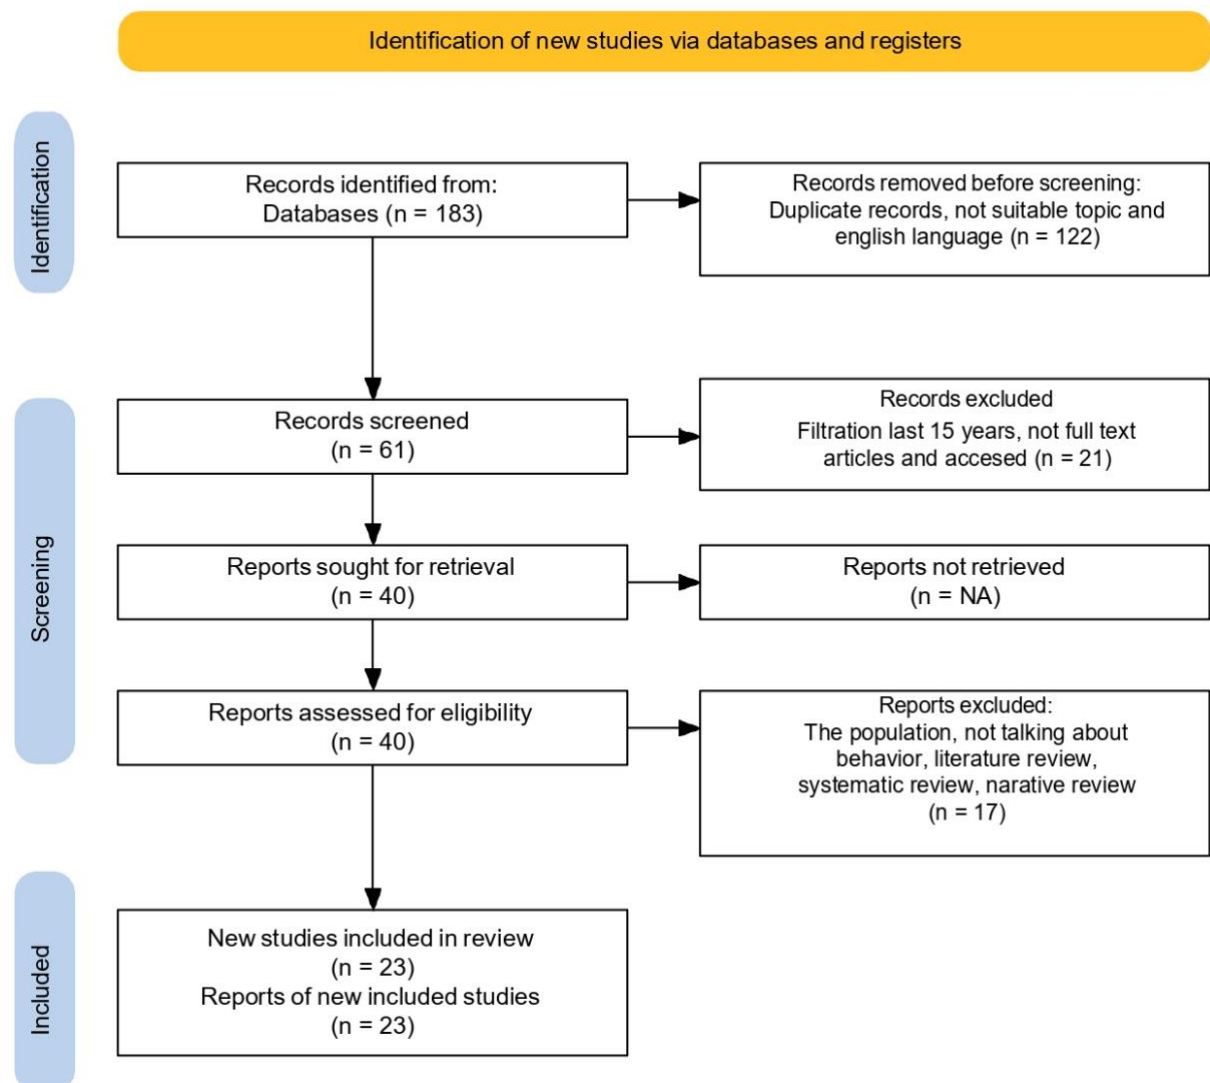 Identification of new studies via databases and registers
Identification
Records identified from:
Databases (n = 183)
Records removed before screening:
Duplicate records, not suitable topic and
english language (n = 122)
Screening
Records screened
(n = 61)
Records excluded
Filtration last 15 years, not full text
articles and accesed (n = 21)
Reports sought for retrieval
(n = 40)
Reports not retrieved
(n = NA)
Reports assessed for eligibility
(n = 40)
Reports excluded:
The population, not talking about
behavior, literature review,
systematic review, narative review
(n = 17)
Included
New studies included in review
(n = 23)
Reports of new included studies
(n = 23)